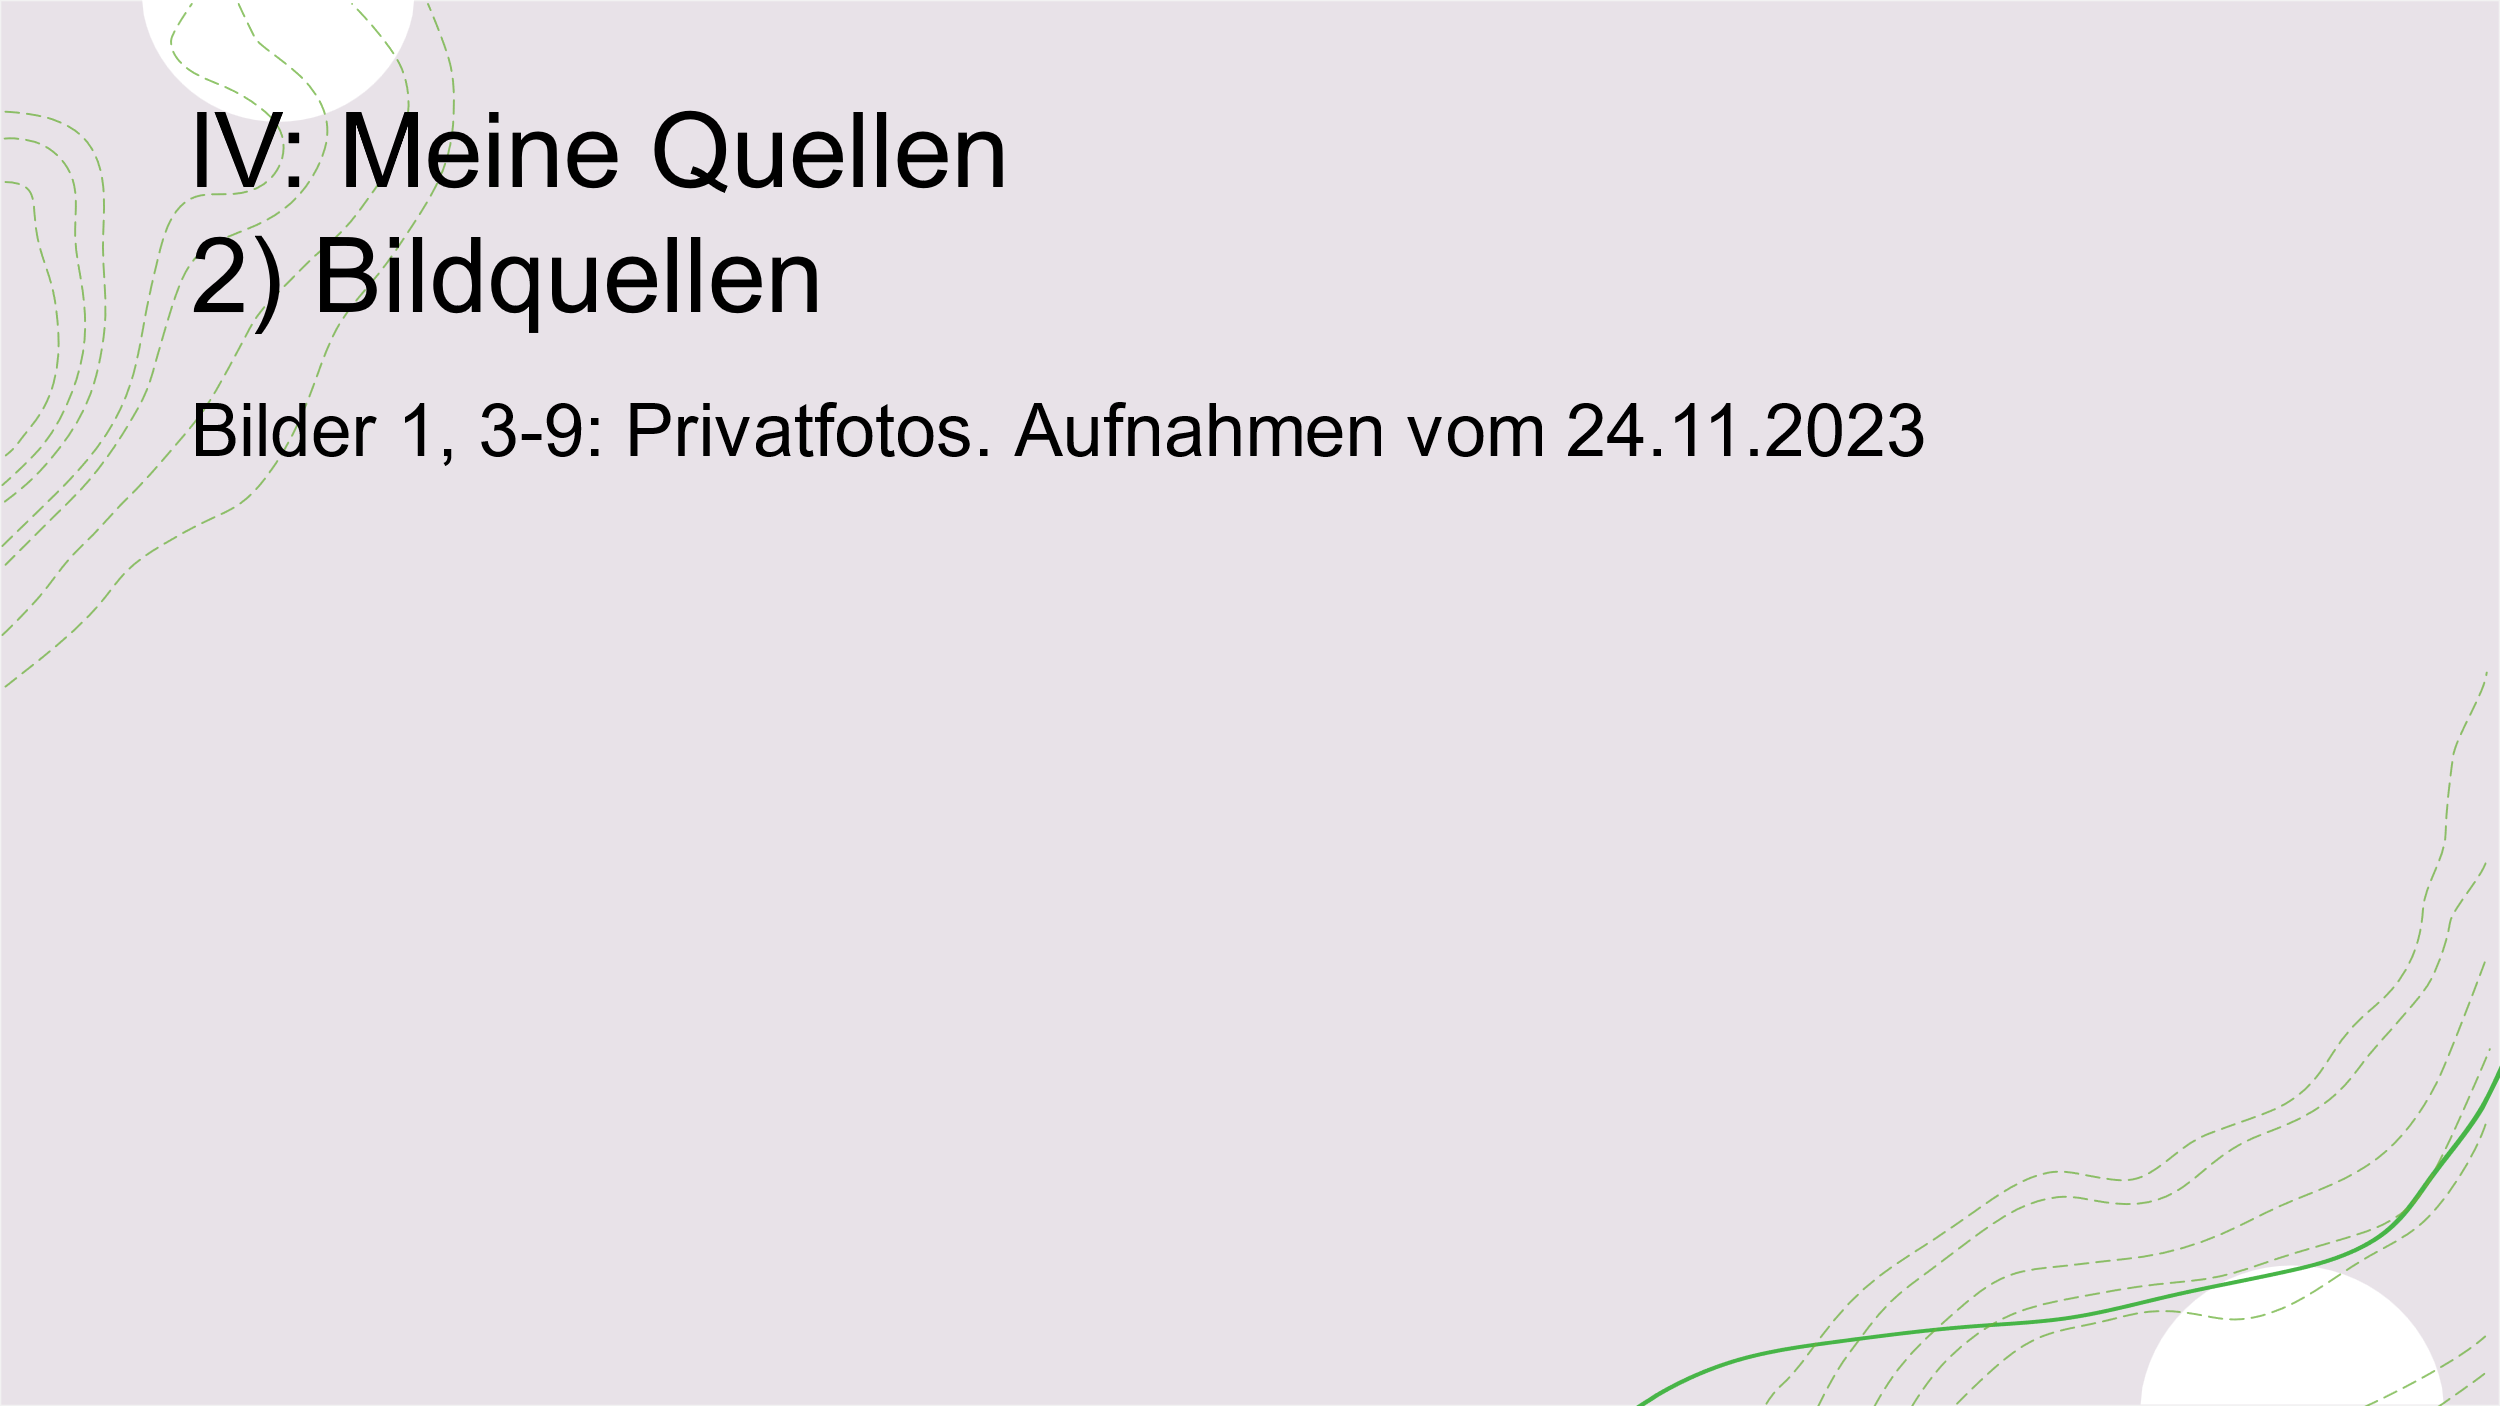 IV: Meine Quellen
2) Bildquellen
Bilder 1, 3-9: Privatfotos. Aufnahmen vom 24.11.2023